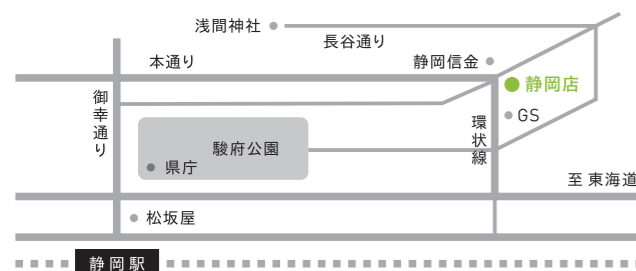 浅間神社
長谷通り
本通り
静岡信金
静岡店
御幸通り
GS
環状線
駿府公園
県庁
至 東海道
松坂屋
静岡駅